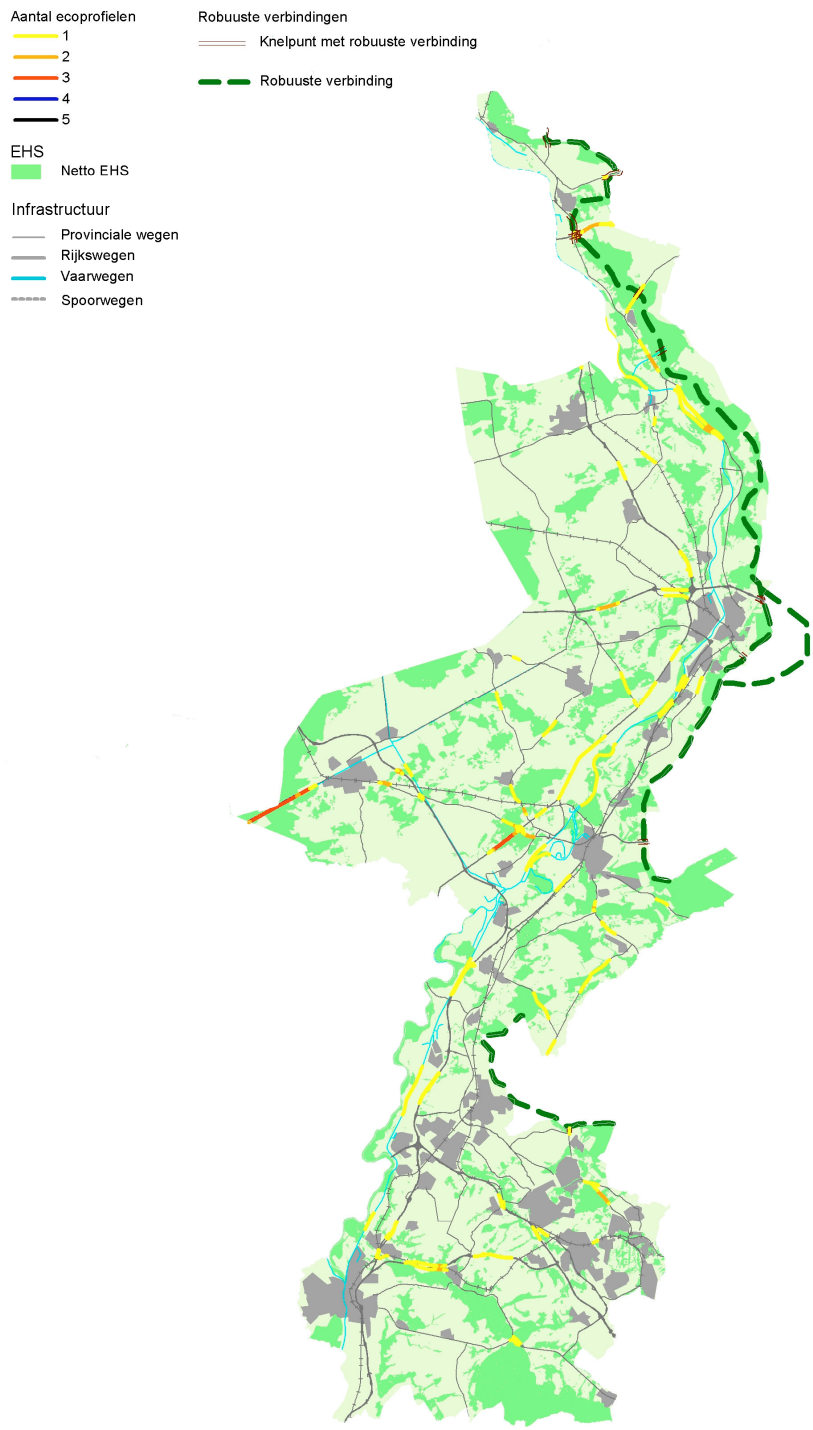 Aantal ecoprofielen
1
2
3
4
5
EHS
Netto EHS
Infrastructuur
Provinciale wegen
Rijkswegen
Vaarwegen
Spoorwegen
Robuuste verbindingen
Knelpunt met robuuste verbinding
Robuuste verbinding